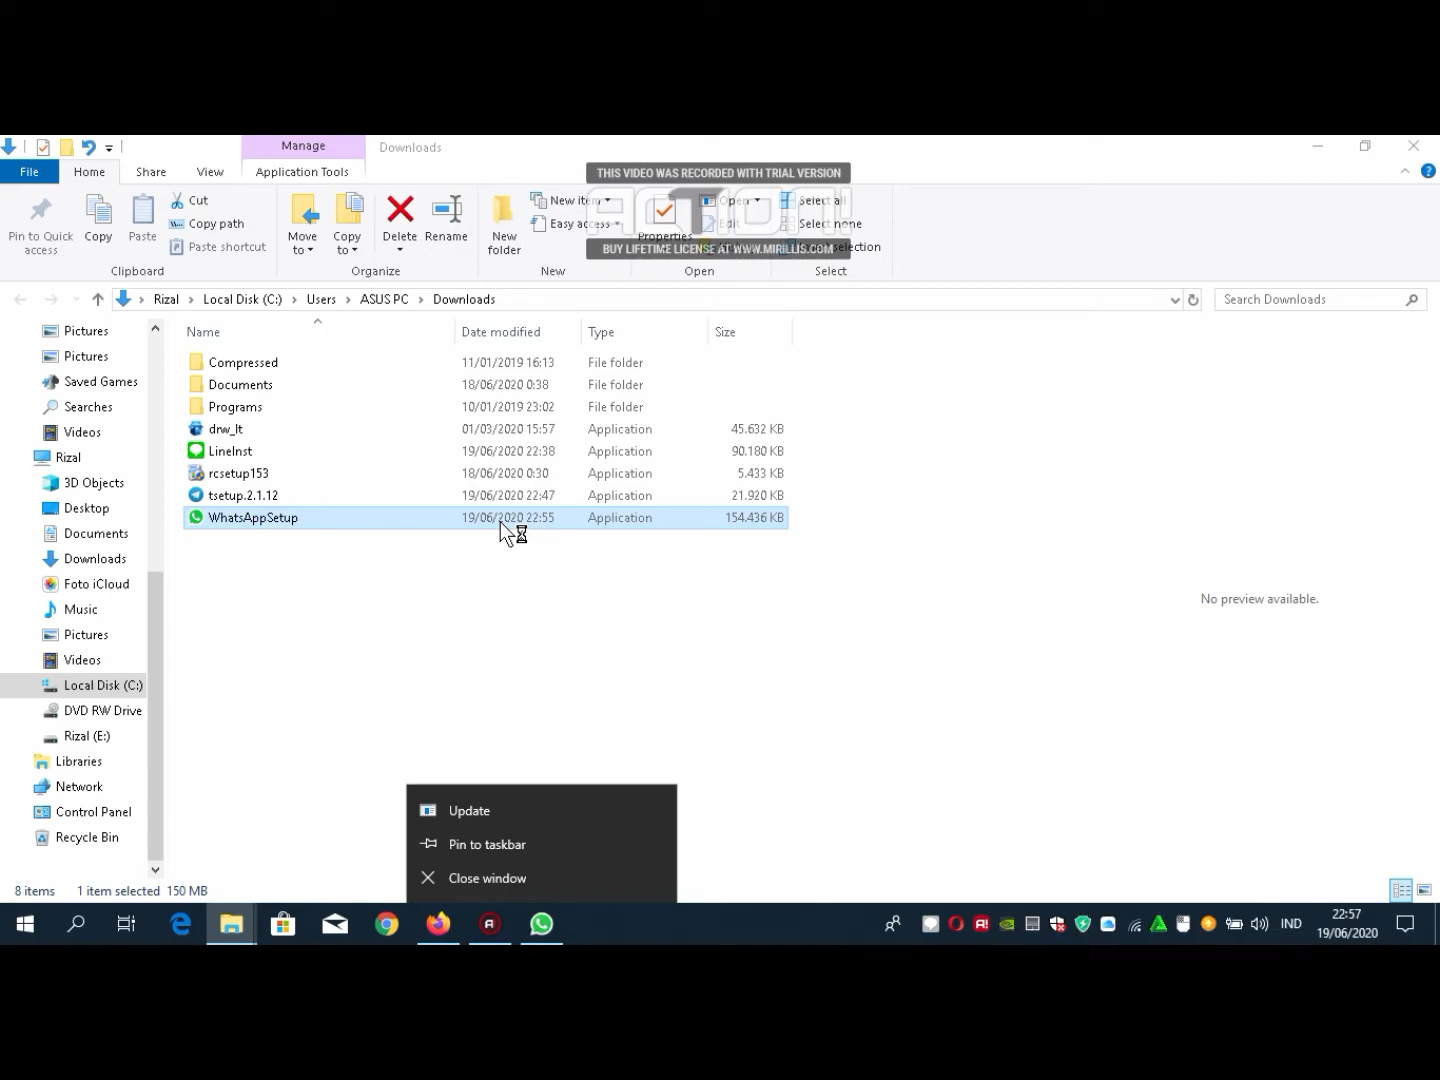 Manage
Downloads
File
Home
Share
View
Application Tools
THIS VIDEO WAS RECORDED WITH TRIAL VERSION
ACTION!
BUY LIFETIME LICENSE AT WWW.MIRILLIS.COM
Pin to Quick access
Copy
Paste
Cut
Copy path
Paste shortcut
Clipboard
Move to
Copy to
Delete
Rename
Organize
New folder
New item
Easy access
New
Properties
Open
Edit
Open
Select all
Select none
selection
Select
Rizal
Local Disk (C:)
Users
ASUS PC
Downloads
Search Downloads
Pictures
Pictures
Saved Games
Searches
Videos
Rizal
3D Objects
Desktop
Documents
Downloads
Foto iCloud
Music
Pictures
Videos
Local Disk (C:)
DVD RW Drive
Rizal (E:)
Libraries
Network
Control Panel
Recycle Bin
Name Date modified Type Size
Compressed 11/01/2019 16:13 File folder
Documents 18/06/2020 0:38 File folder
Programs 10/01/2019 23:02 File folder
drw_lt 01/03/2020 15:57 Application 45.632 KB
LineInst 19/06/2020 22:38 Application 90.180 KB
rcsetup153 18/06/2020 0:30 Application 5.433 KB
tsetup.2.1.12 19/06/2020 22:47 Application 21.920 KB
WhatsAppSetup 19/06/2020 22:55 Application 154.436 KB
No preview available.
Update
Pin to taskbar
Close window
8 items 1 item selected 150 MB
IND
22:57
19/06/2020